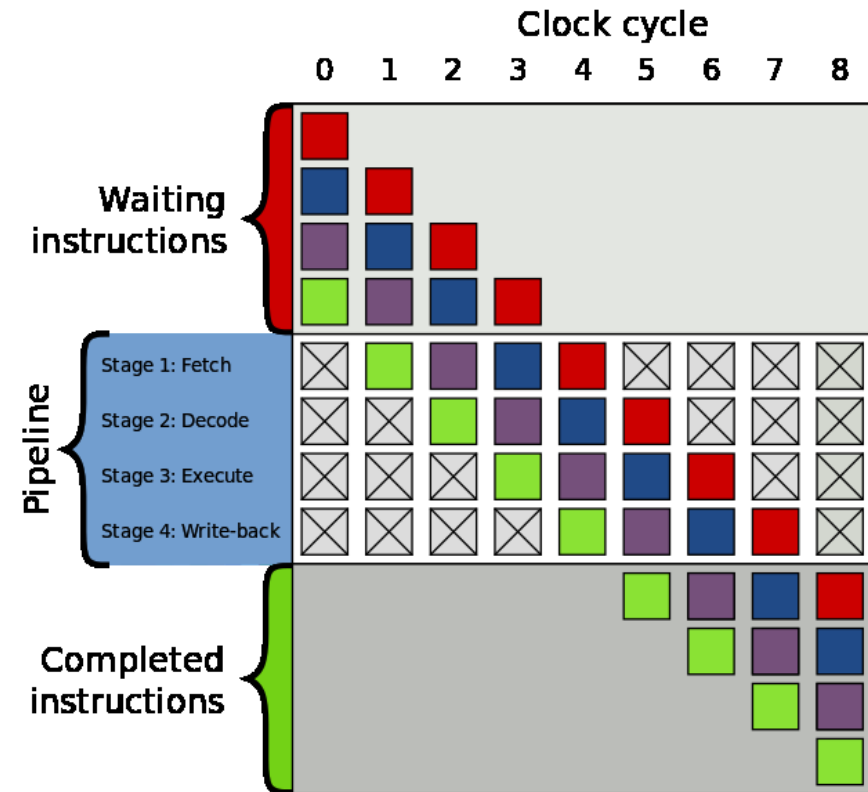 Clock cycle
0 1 2 3 4 5 6 7 8
Waiting
instructions
Pipeline
Stage 1: Fetch
Stage 2: Decode
Stage 3: Execute
Stage 4: Write-back
Completed
instructions